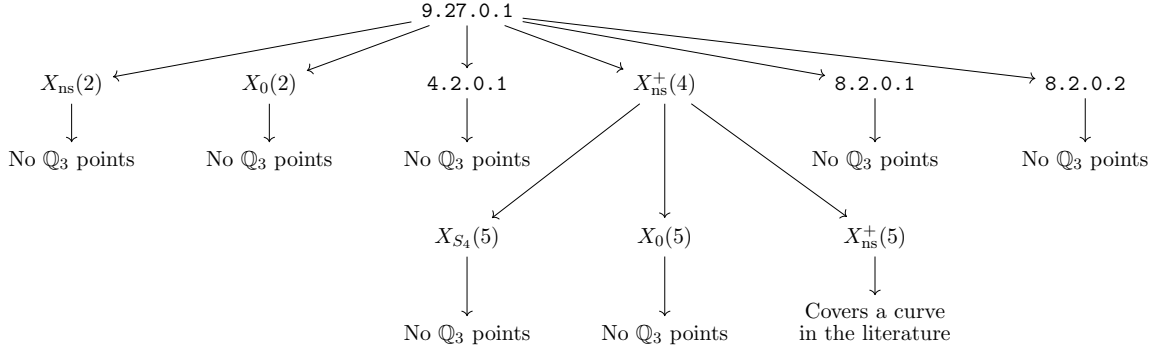 9.27.0.1
X_ns(2)
X_0(2)
4.2.0.1
X_ns^+(4)
8.2.0.1
8.2.0.2
No ℚ_3 points
No ℚ_3 points
No ℚ_3 points
No ℚ_3 points
No ℚ_3 points
X_{S_4}(5)
X_0(5)
X_ns^+(5)
No ℚ_3 points
No ℚ_3 points
Covers a curve
in the literature